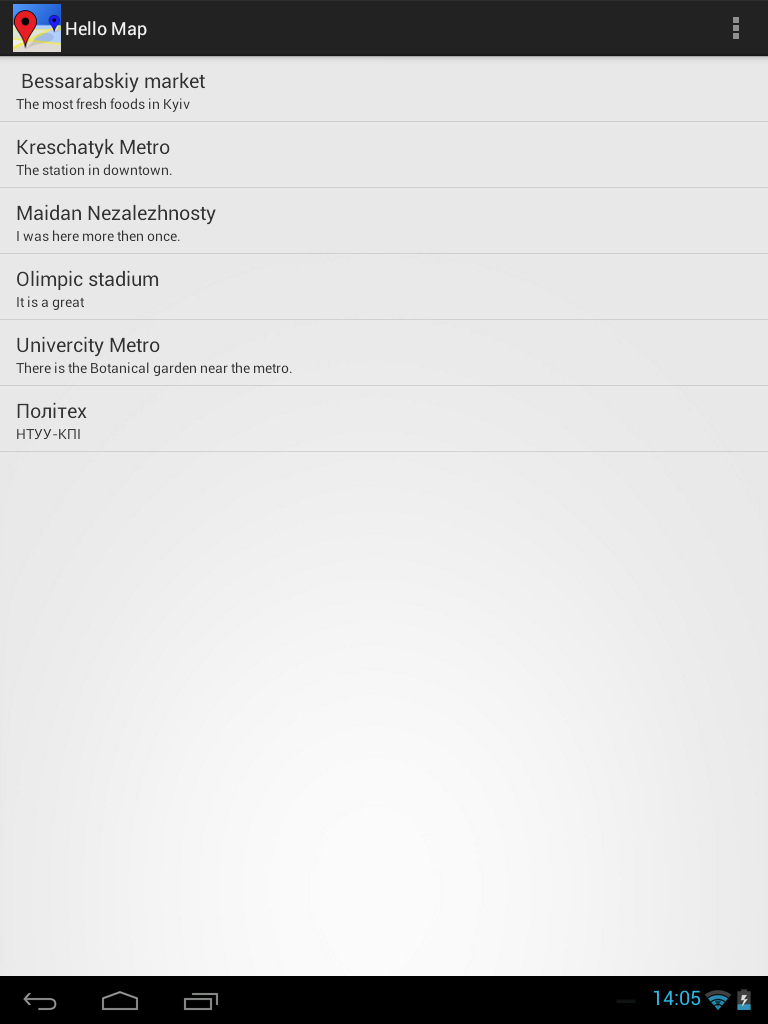 Hello Map
Bessarabskiy market
The most fresh foods in Kyiv
Kreschatyk Metro
The station in downtown.
Maidan Nezalezhnosty
I was here more then once.
Olimpic stadium
It is a great
Univercity Metro
There is the Botanical garden near the metro.
Політех
НТУУ-КПІ
14:05